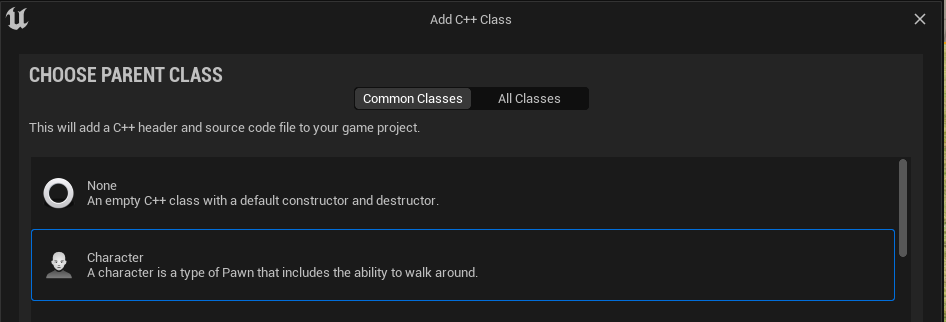 Add C++ Class
CHOOSE PARENT CLASS
Common Classes
All Classes
This will add a C++ header and source code file to your game project.
None
An empty C++ class with a default constructor and destructor.
Character
A character is a type of Pawn that includes the ability to walk around.